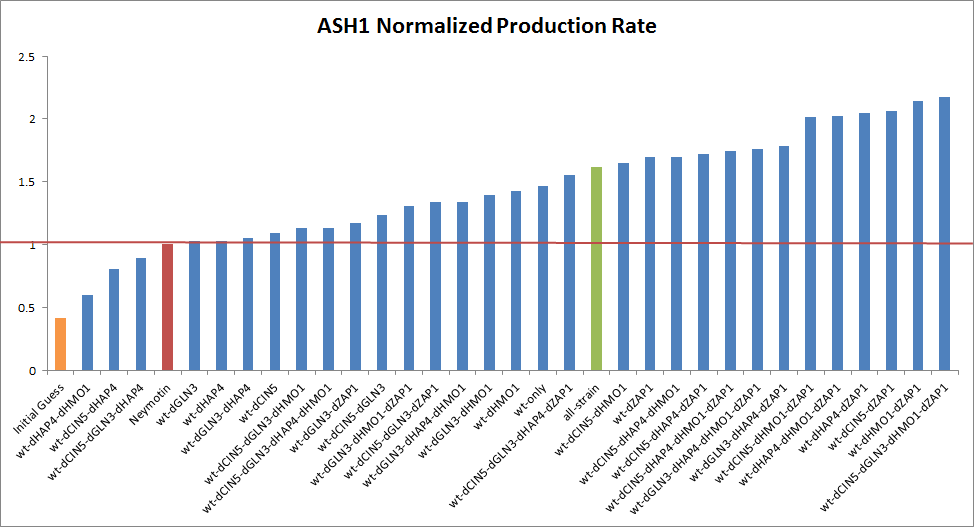 ASH1 Normalized Production Rate
2.5
2
1.5
1
0.5
0
Initial Guess
wt-dHAP4-dHMO1
wt-dCIN5-dHAP4
wt-dCIN5-dGLN3-dHAP4
Neymotin
wt-dGLN3
wt-dHAP4
wt-dGLN3-dHAP4
wt-dCIN5
wt-dCIN5-dGLN3-dHMO1
wt-dCIN5-dGLN3-dHAP4-dHMO1
wt-dGLN3-dZAP1
wt-dCIN5-dGLN3
wt-dGLN3-dHMO1-dZAP1
wt-dCIN5-dGLN3-dZAP1
wt-dGLN3-dHAP4-dHMO1
wt-dGLN3-dHMO1
wt-dHMO1
wt-only
wt-dCIN5-dGLN3-dHAP4-dZAP1
all-strain
wt-dCIN5-dHMO1
wt-dZAP1
wt-dCIN5-dHAP4-dHMO1
wt-dCIN5-dHAP4-dZAP1
wt-dCIN5-dHAP4-dHMO1-dZAP1
wt-dGLN3-dHAP4-dHMO1-dZAP1
wt-dGLN3-dHAP4-dZAP1
wt-dCIN5-dHMO1-dZAP1
wt-dHAP4-dHMO1-dZAP1
wt-dHAP4-dZAP1
wt-dCIN5-dZAP1
wt-dHMO1-dZAP1
wt-dCIN5-dGLN3-dHMO1-dZAP1